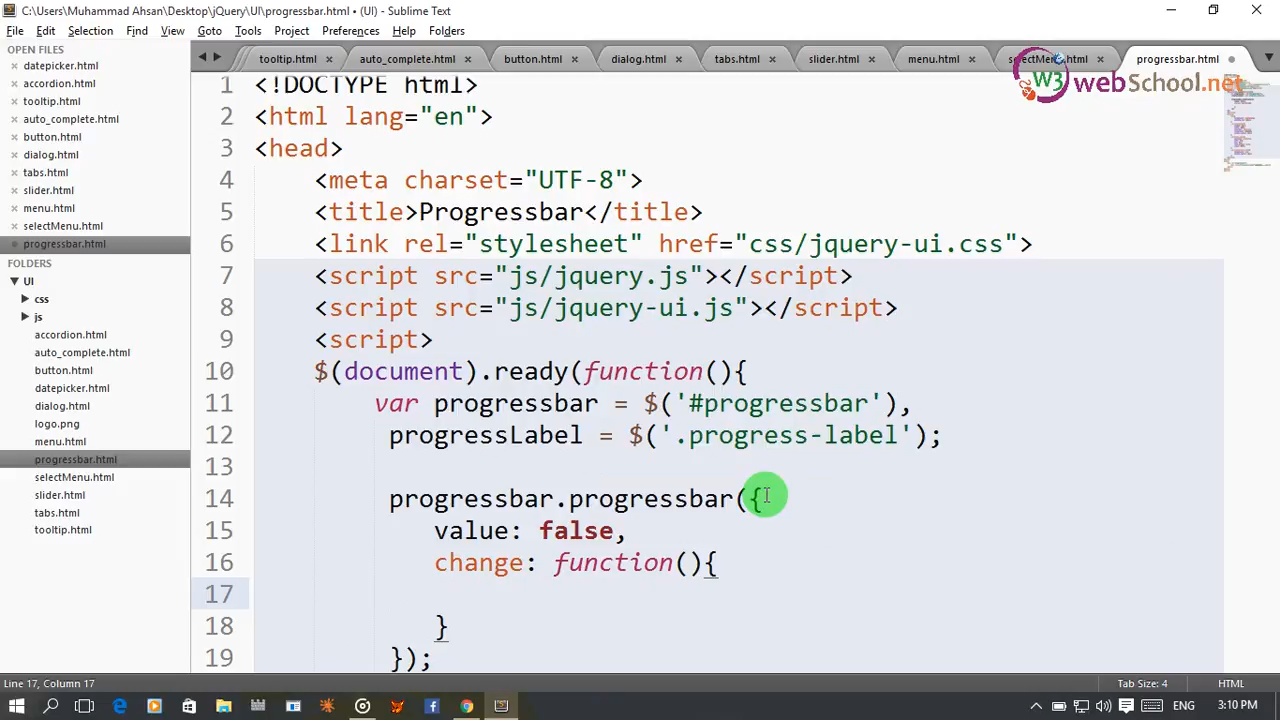 C:\Users\Muhammad Ahsan\Desktop\jQuery\UI\progressbar.html • (UI) - Sublime Text
File Edit Selection Find View Goto Tools Project Preferences Help Folders
OPEN FILES
datepicker.html
accordion.html
tooltip.html
auto_complete.html
button.html
dialog.html
tabs.html
slider.html
menu.html
selectMenu.html
progressbar.html
FOLDERS
UI
css
js
accordion.html
auto_complete.html
button.html
datepicker.html
dialog.html
logo.png
menu.html
progressbar.html
selectMenu.html
slider.html
tabs.html
tooltip.html
tooltip.html auto_complete.html button.html dialog.html tabs.html slider.html menu.html selectMenu.html progressbar.html
W3 webSchool.net
1 <!DOCTYPE html>
2 <html lang="en">
3 <head>
4 <meta charset="UTF-8">
5 <title>Progressbar</title>
6 <link rel="stylesheet" href="css/jquery-ui.css">
7 <script src="js/jquery.js"></script>
8 <script src="js/jquery-ui.js"></script>
9 <script>
10 $(document).ready(function(){
11 var progressbar = $('#progressbar'),
12 progressLabel = $('.progress-label');
13
14 progressbar.progressbar({
15 value: false,
16 change: function(){
17
18 }
19 });
Line 17, Column 17 Tab Size: 4 HTML
ENG 3:10 PM